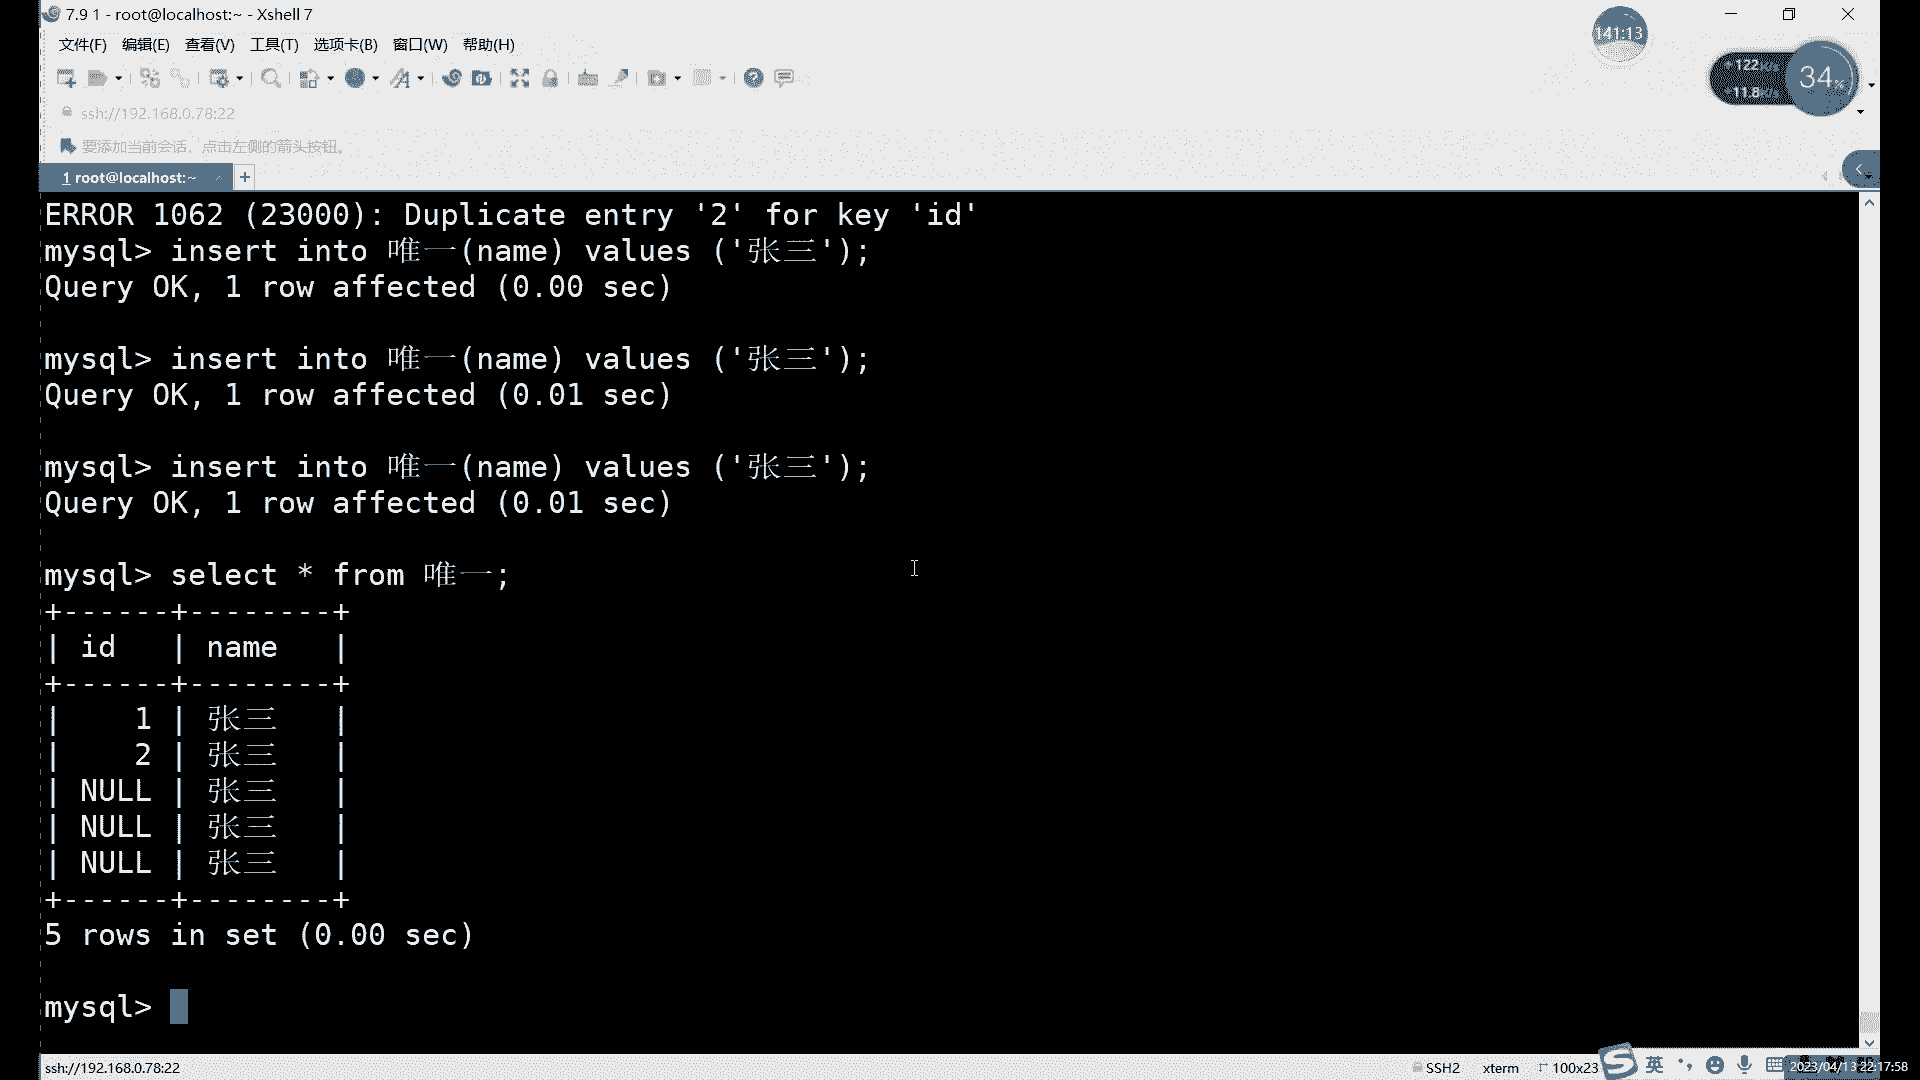 7.9 1 - root@localhost:~ - Xshell 7
文件(F) 编辑(E) 查看(V) 工具(T) 选项卡(B) 窗口(W) 帮助(H)
141:13
122K/s
11.8K/s
34%
ssh://192.168.0.78:22
要添加当前会话，点击左侧的箭头按钮。
1 root@localhost:~
ERROR 1062 (23000): Duplicate entry '2' for key 'id'
mysql> insert into 唯一(name) values ('张三');
Query OK, 1 row affected (0.00 sec)
mysql> insert into 唯一(name) values ('张三');
Query OK, 1 row affected (0.01 sec)
mysql> insert into 唯一(name) values ('张三');
Query OK, 1 row affected (0.01 sec)
mysql> select * from 唯一;
+------+--------+
| id   | name   |
+------+--------+
|    1 | 张三   |
|    2 | 张三   |
| NULL | 张三   |
| NULL | 张三   |
| NULL | 张三   |
+------+--------+
5 rows in set (0.00 sec)
mysql>
ssh://192.168.0.78:22 SSH2 xterm 100x23 英 2023/04/13 22:17:58